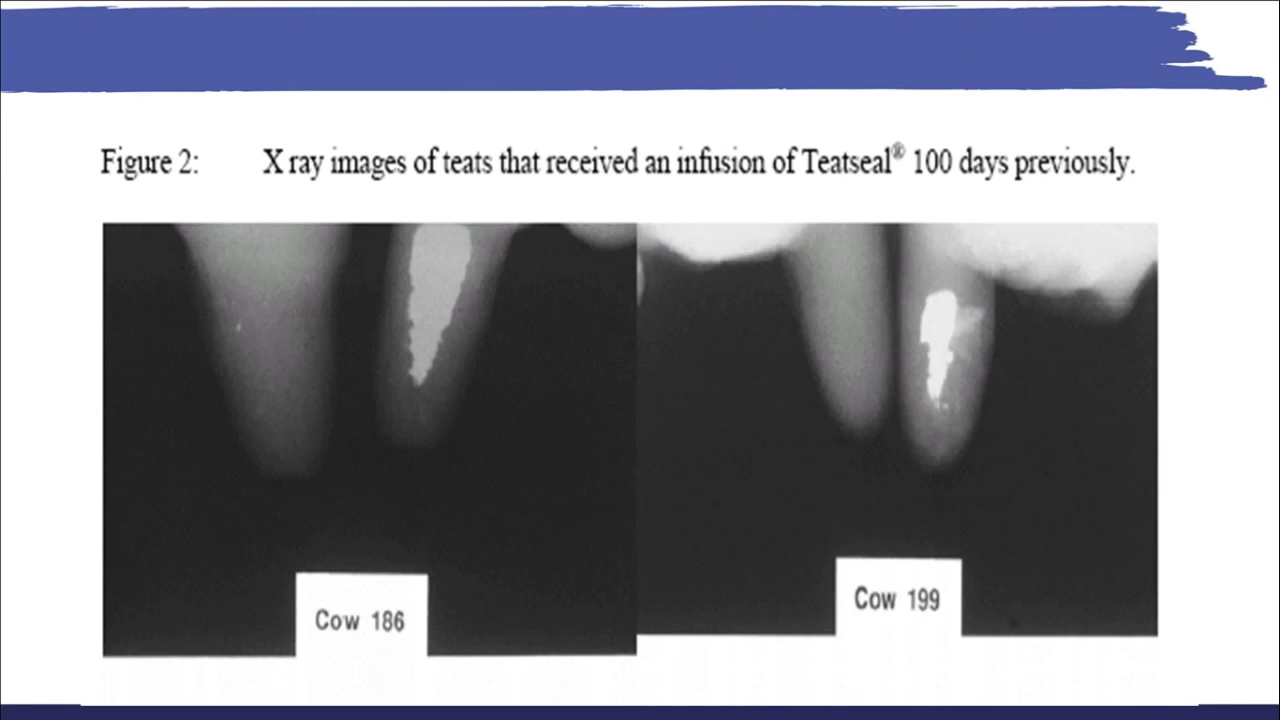 Figure 2: X ray images of teats that received an infusion of Teatseal® 100 days previously.
Cow 186
Cow 199